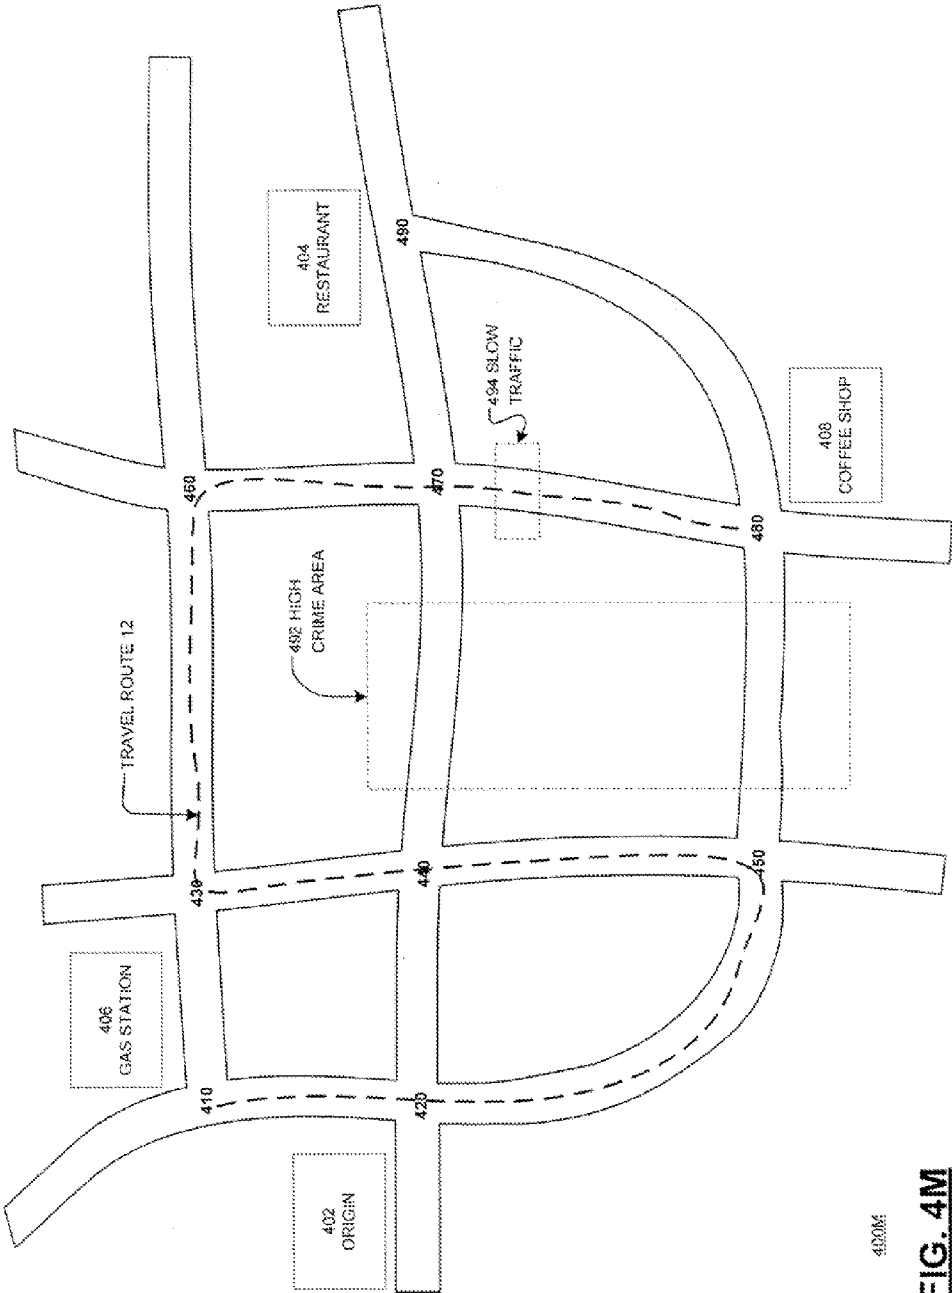 406
GAS STATION
TRAVEL ROUTE 12
402
ORIGIN
410
430
460
492 HIGH
CRIME AREA
404
RESTAURANT
420
440
470
490
494 SLOW
TRAFFIC
450
480
408
COFFEE SHOP
400M
FIG. 4M